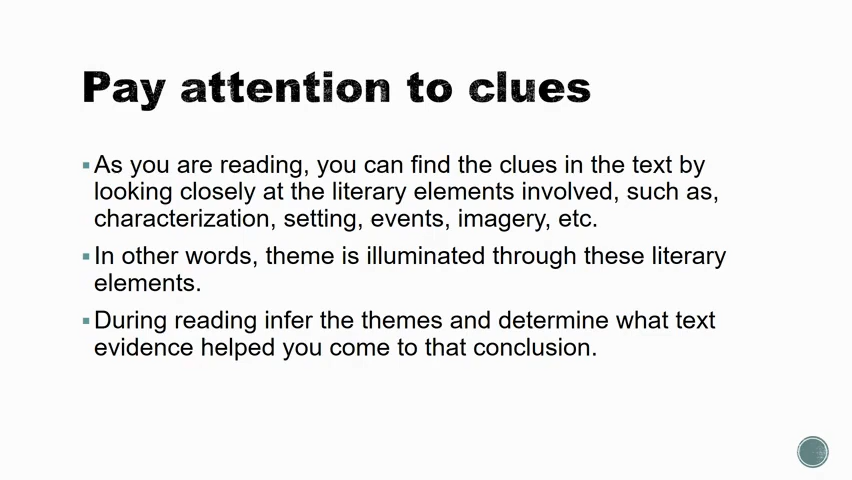 Pay attention to clues
As you are reading, you can find the clues in the text by
looking closely at the literary elements involved, such as,
characterization, setting, events, imagery, etc.
In other words, theme is illuminated through these literary
elements.
During reading infer the themes and determine what text
evidence helped you come to that conclusion.